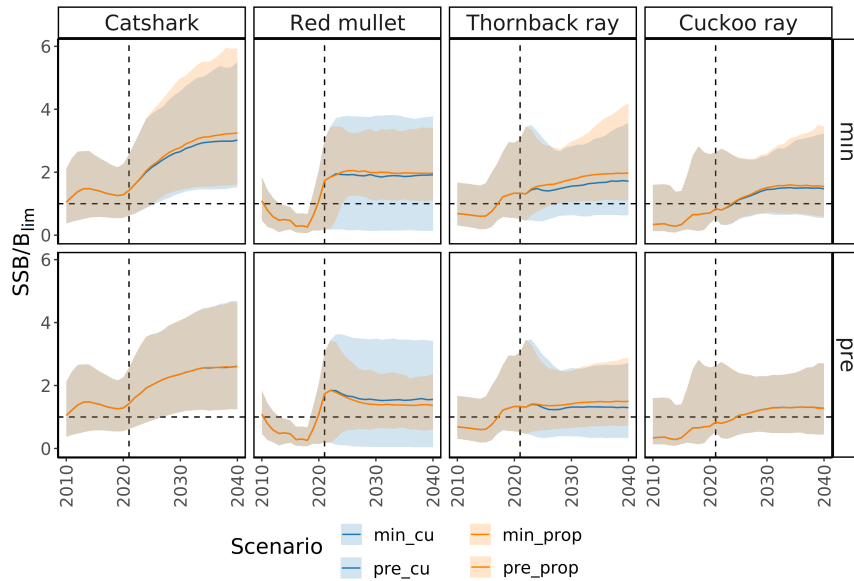 Catshark Red mullet Thornback ray Cuckoo ray
6
4
2
0
min
SSB/Blim
6
4
2
0
pre
2010 2020 2030 2040 2010 2020 2030 2040 2010 2020 2030 2040 2010 2020 2030 2040
Scenario
min_cu min_prop
pre_cu pre_prop